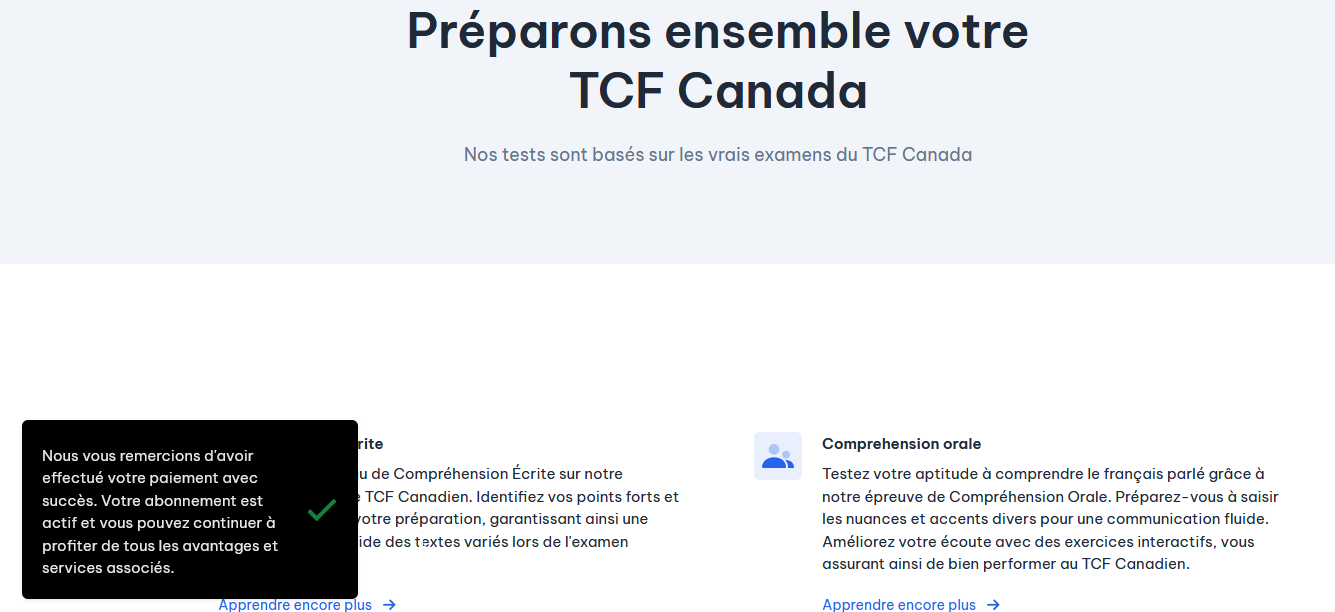 Préparons ensemble votre
TCF Canada
Nos tests sont basés sur les vrais examens du TCF Canada
Nous vous remercions d'avoir
effectué votre paiement avec
succès. Votre abonnement est
actif et vous pouvez continuer à
profiter de tous les avantages et
services associés.
rite
u de Compréhension Écrite sur notre
e TCF Canadien. Identifiez vos points forts et
votre préparation, garantissant ainsi une
ide des textes variés lors de l'examen
Apprendre encore plus
Comprehension orale
Testez votre aptitude à comprendre le français parlé grâce à
notre épreuve de Compréhension Orale. Préparez-vous à saisir
les nuances et accents divers pour une communication fluide.
Améliorez votre écoute avec des exercices interactifs, vous
assurant ainsi de bien performer au TCF Canadien.
Apprendre encore plus